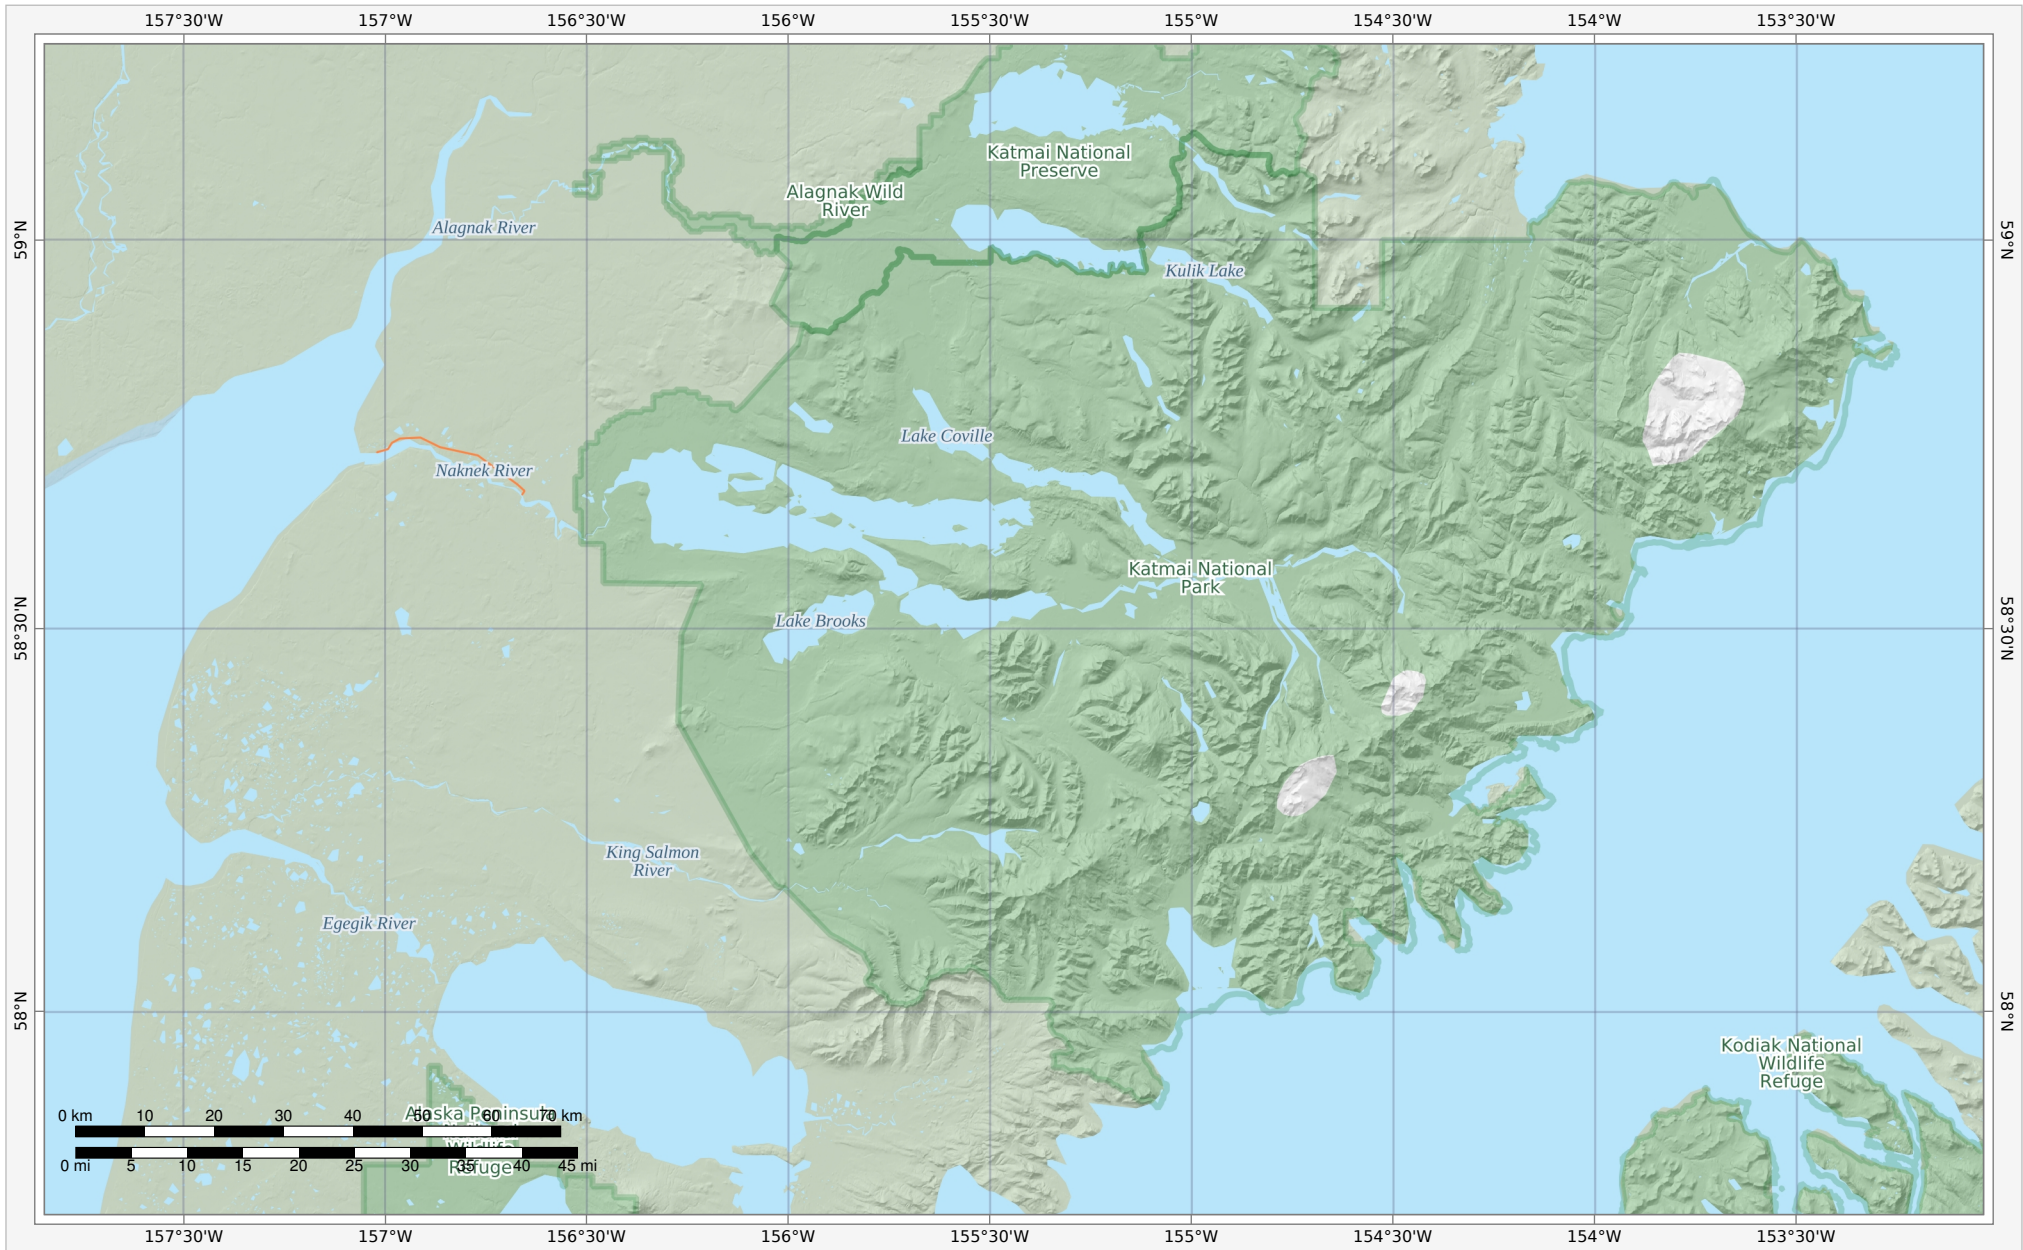 157°30'W 157°W 156°30'W 156°W 155°30'W 155°W 154°30'W 154°W 153°30'W
Katmai National
Preserve
Alagnak Wild
River
Alagnak River
59°N
59°N
Kulik Lake
Lake Coville
Naknek River
Katmai National
Park
Lake Brooks
58°30'N
58°30'N
King Salmon
River
Egegik River
58°N
58°N
Kodiak National
Wildlife
Refuge
Alaska Peninsula
Wildlife
Refuge
0 km 10 20 30 40 50 60 70 km
0 mi 5 10 15 20 25 30 35 40 45 mi
157°30'W 157°W 156°30'W 156°W 155°30'W 155°W 154°30'W 154°W 153°30'W